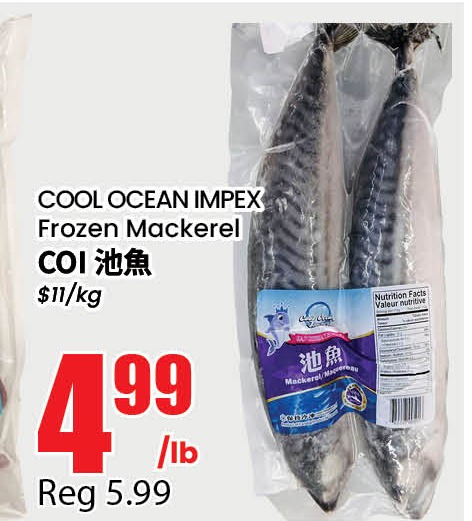 COOL OCEAN IMPEX
Frozen Mackerel
COI 池魚
$11/kg
4.99
/lb
Reg 5.99
Nutrition Facts
Valeur nutritive
池魚
Mackerel/Maquereau